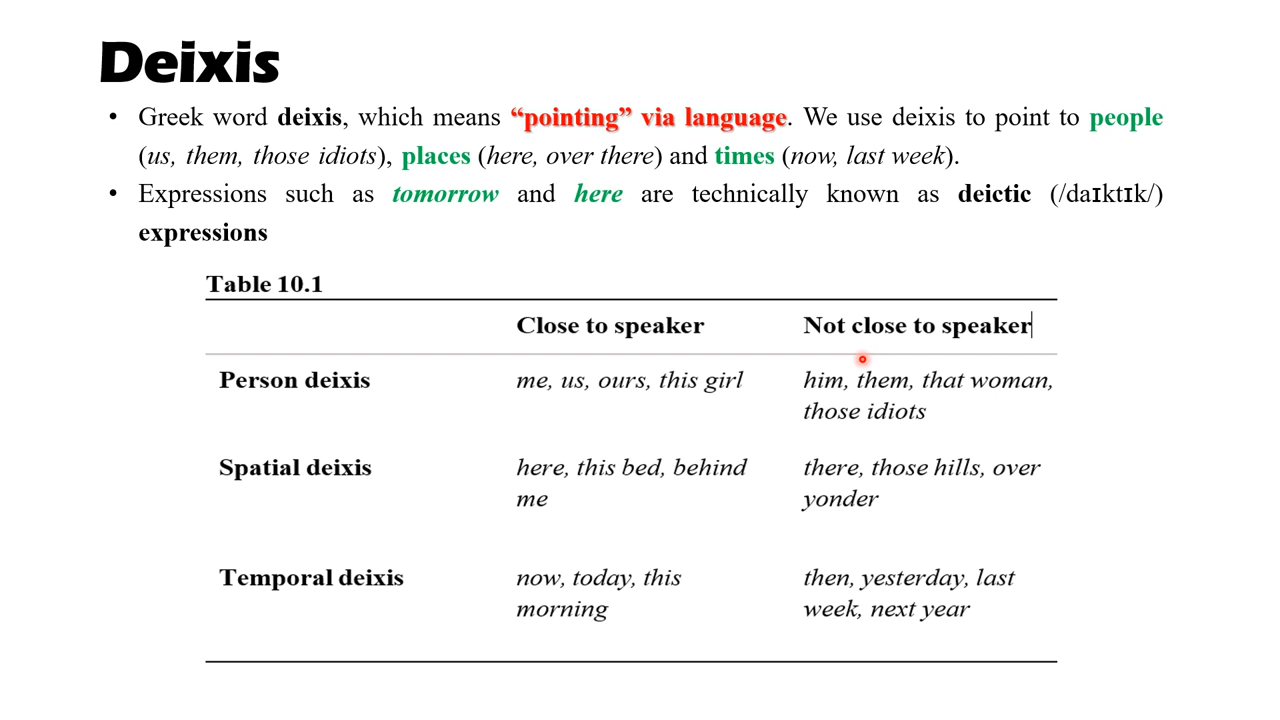 Deixis
• Greek word deixis, which means “pointing” via language. We use deixis to point to people
(us, them, those idiots), places (here, over there) and times (now, last week).
• Expressions such as tomorrow and here are technically known as deictic (/daɪktɪk/)
expressions
Table 10.1
Close to speaker Not close to speaker
Person deixis me, us, ours, this girl him, them, that woman,
those idiots
Spatial deixis here, this bed, behind there, those hills, over
me yonder
Temporal deixis now, today, this then, yesterday, last
morning week, next year